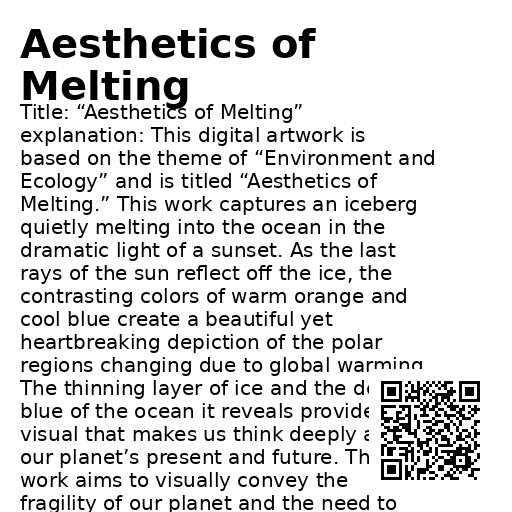 Aesthetics of
Melting
Title: “Aesthetics of Melting”
explanation: This digital artwork is
based on the theme of “Environment and
Ecology” and is titled “Aesthetics of
Melting.” This work captures an iceberg
quietly melting into the ocean in the
dramatic light of a sunset. As the last
rays of the sun reflect off the ice, the
contrasting colors of warm orange and
cool blue create a beautiful yet
heartbreaking depiction of the polar
regions changing due to global warming.
The thinning layer of ice and the
blue of the ocean it reveals
visual that makes us think deeply
our planet’s present and future.
work aims to visually convey the
fragility of our planet and the need to